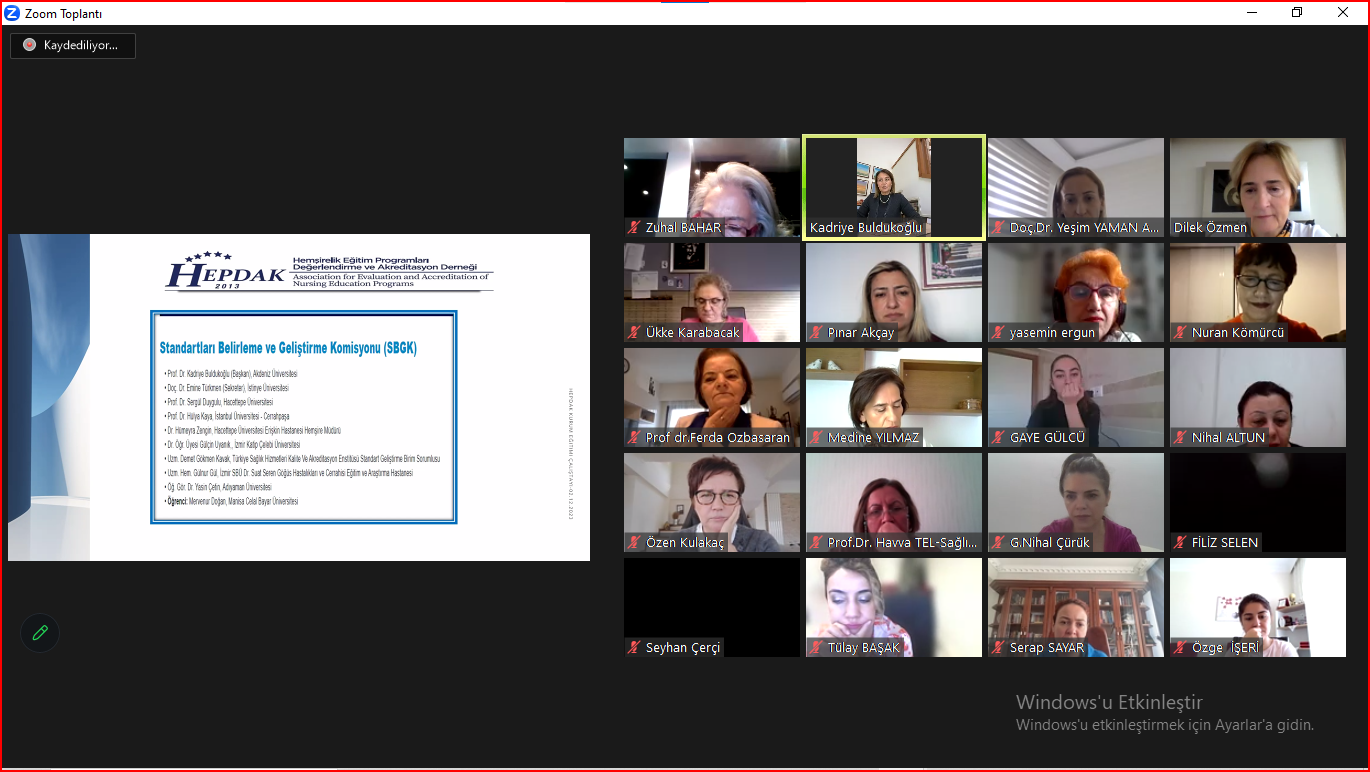 Zoom Toplantı
Kaydediliyor...
HEPDAK
2013
Hemşirelik Eğitim Programları
Değerlendirme ve Akreditasyon Derneği
Association for Evaluation and Accreditation of
Nursing Education Programs
Standartları Belirleme ve Geliştirme Komisyonu (SBGK)
• Prof. Dr. Kadriye Buldukoğlu (Başkan), Akdeniz Üniversitesi
• Doç. Dr. Emine Türkmen (Sekreter), İstinye Üniversitesi
• Prof. Dr. Sergül Duygulu, Hacettepe Üniversitesi
• Prof. Dr. Hülya Kaya, İstanbul Üniversitesi - Cerrahpaşa
• Dr. Hümeyra Zengin, Hacettepe Üniversitesi Erişkin Hastanesi Hemşire Müdürü
• Dr. Öğr. Üyesi Gülçin Uyanık, İzmir Katip Çelebi Üniversitesi
• Uzm. Demet Gökmen Kavak, Türkiye Sağlık Hizmetleri Kalite Ve Akreditasyon Enstitüsü Standart Geliştirme Birim Sorumlusu
• Uzm. Hem. Gülnur Gül, İzmir SBÜ Dr. Suat Seren Göğüs Hastalıkları ve Cerrahisi Eğitim ve Araştırma Hastanesi
• Öğ. Gör. Dr. Yasin Çetin, Adıyaman Üniversitesi
• Öğrenci: Mervenur Doğan, Manisa Celal Bayar Üniversitesi
HEPDAK KURUM EĞİTİMİ ÇALIŞTAYI-02.12.2023
Zuhal BAHAR
Kadriye Buldukoğlu
Doç.Dr. Yeşim YAMAN A...
Dilek Özmen
Ükke Karabacak
Pınar Akçay
yasemin ergun
Nuran Kömürcü
Prof dr.Ferda Ozbasaran
Medine YILMAZ
GAYE GÜLCÜ
Nihal ALTUN
Özen Kulakaç
Prof.Dr. Havva TEL-Sağlı...
G.Nihal Çürük
FİLİZ SELEN
Seyhan Çerçi
Tülay BAŞAK
Serap SAYAR
Özge İŞERİ
Windows'u Etkinleştir
Windows'u etkinleştirmek için Ayarlar'a gidin.